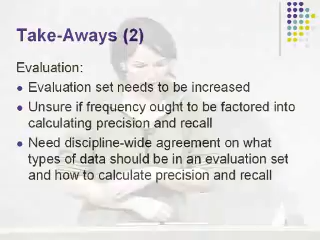 Take-Aways (2)
Evaluation:
Evaluation set needs to be increased
Unsure if frequency ought to be factored into
calculating precision and recall
Need discipline-wide agreement on what
types of data should be in an evaluation set
and how to calculate precision and recall